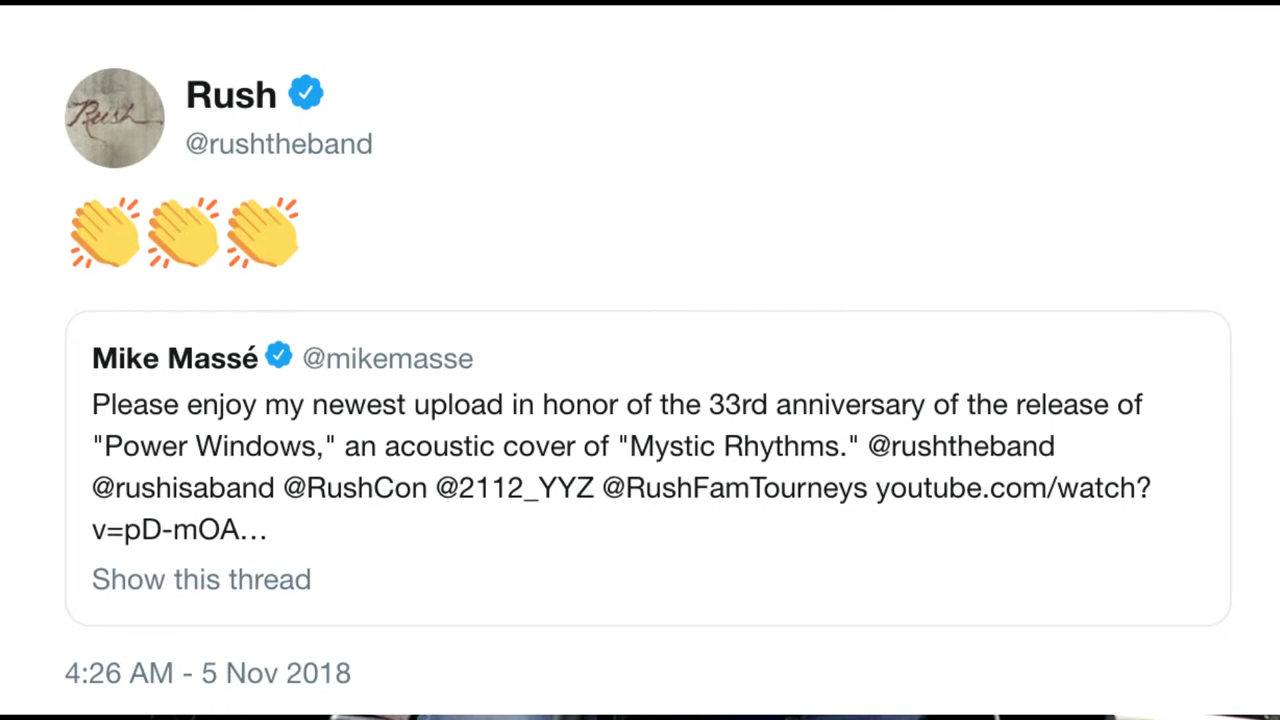 Rush
Rush
@rushtheband
👏👏👏
Mike Massé @mikemasse
Please enjoy my newest upload in honor of the 33rd anniversary of the release of
"Power Windows," an acoustic cover of "Mystic Rhythms." @rushtheband
@rushisaband @RushCon @2112_YYZ @RushFamTourneys youtube.com/watch?
v=pD-mOA…
Show this thread
4:26 AM - 5 Nov 2018